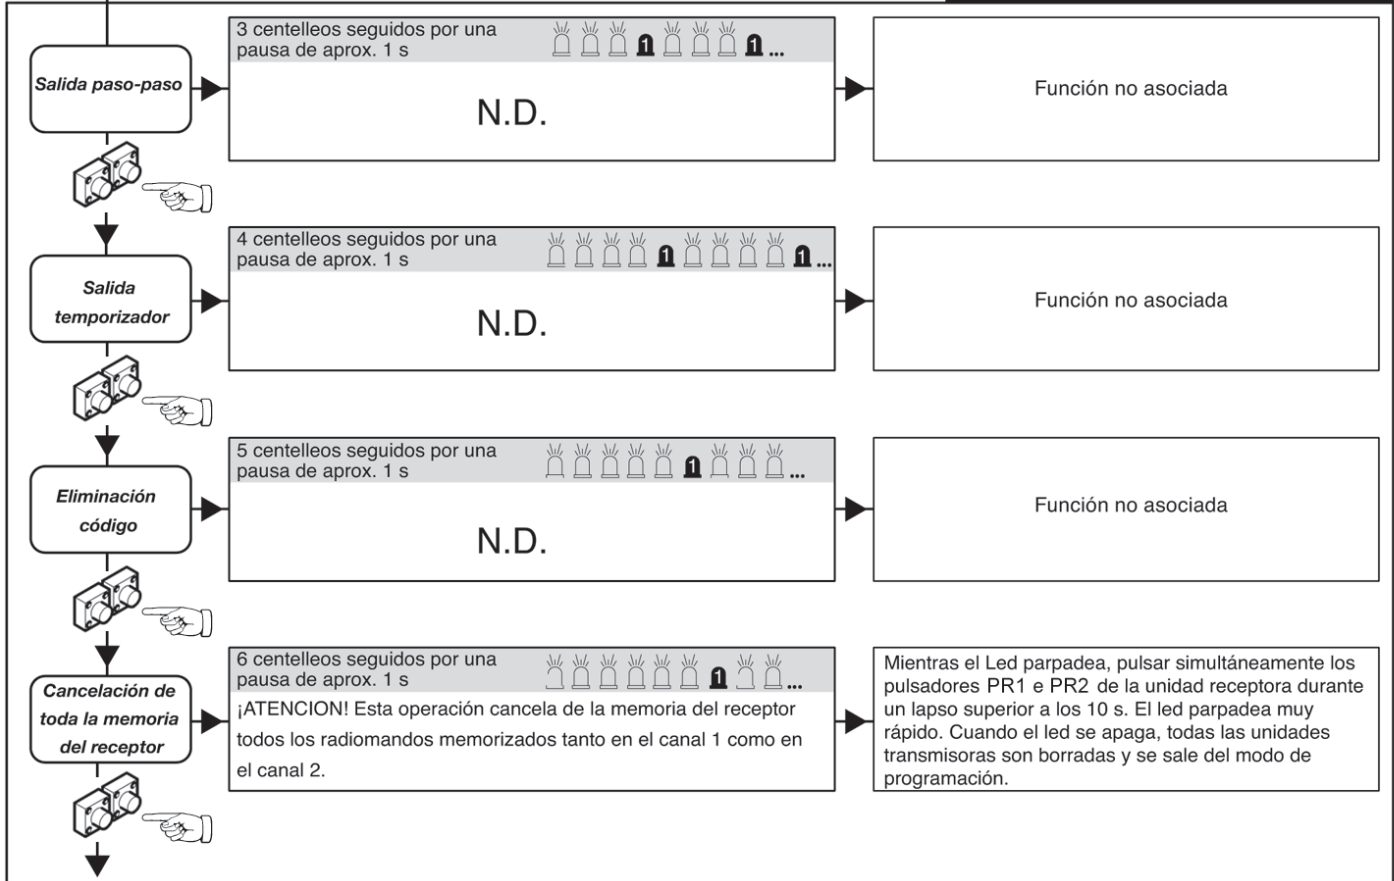 Salida paso-paso
3 centelleos seguidos por una
pausa de aprox. 1 s
1 1 ...
N.D.
Función no asociada
Salida
temporizador
4 centelleos seguidos por una
pausa de aprox. 1 s
1 1 ...
N.D.
Función no asociada
Eliminación
código
5 centelleos seguidos por una
pausa de aprox. 1 s
1 ...
N.D.
Función no asociada
Cancelación de
toda la memoria
del receptor
6 centelleos seguidos por una
pausa de aprox. 1 s
1 ...
¡ATENCION! Esta operación cancela de la memoria del receptor
todos los radiomandos memorizados tanto en el canal 1 como en
el canal 2.
Mientras el Led parpadea, pulsar simultáneamente los
pulsadores PR1 e PR2 de la unidad receptora durante
un lapso superior a los 10 s. El led parpadea muy
rápido. Cuando el led se apaga, todas las unidades
transmisoras son borradas y se sale del modo de
programación.